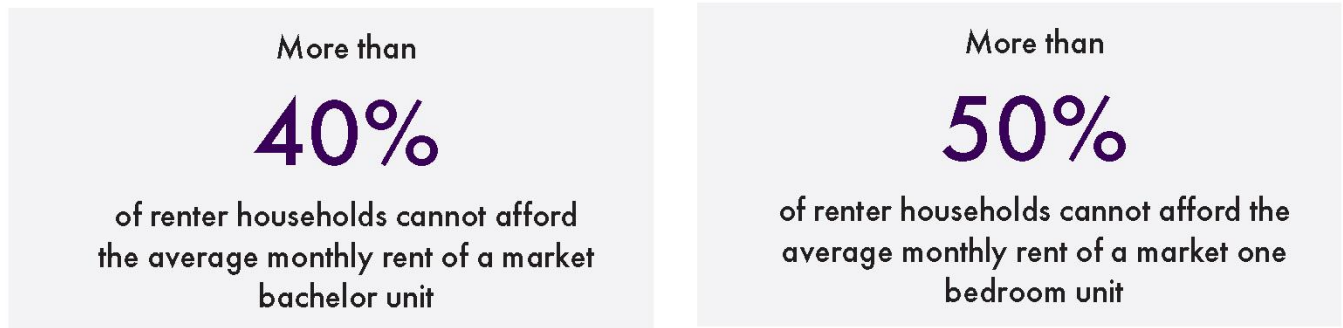 More than
40%
of renter households cannot afford
the average monthly rent of a market
bachelor unit
More than
50%
of renter households cannot afford the
average monthly rent of a market one
bedroom unit